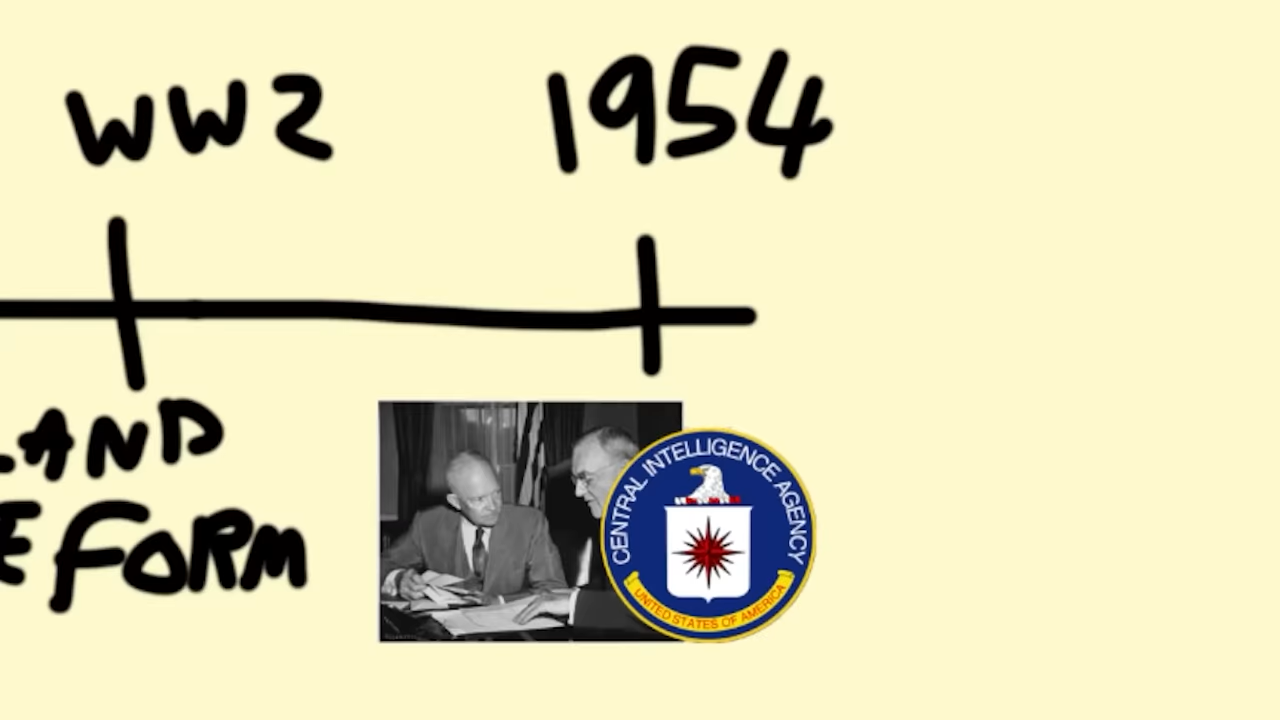 WW2
1954
LAND
EFORM
CENTRAL INTELLIGENCE AGENCY
UNITED STATES OF AMERICA